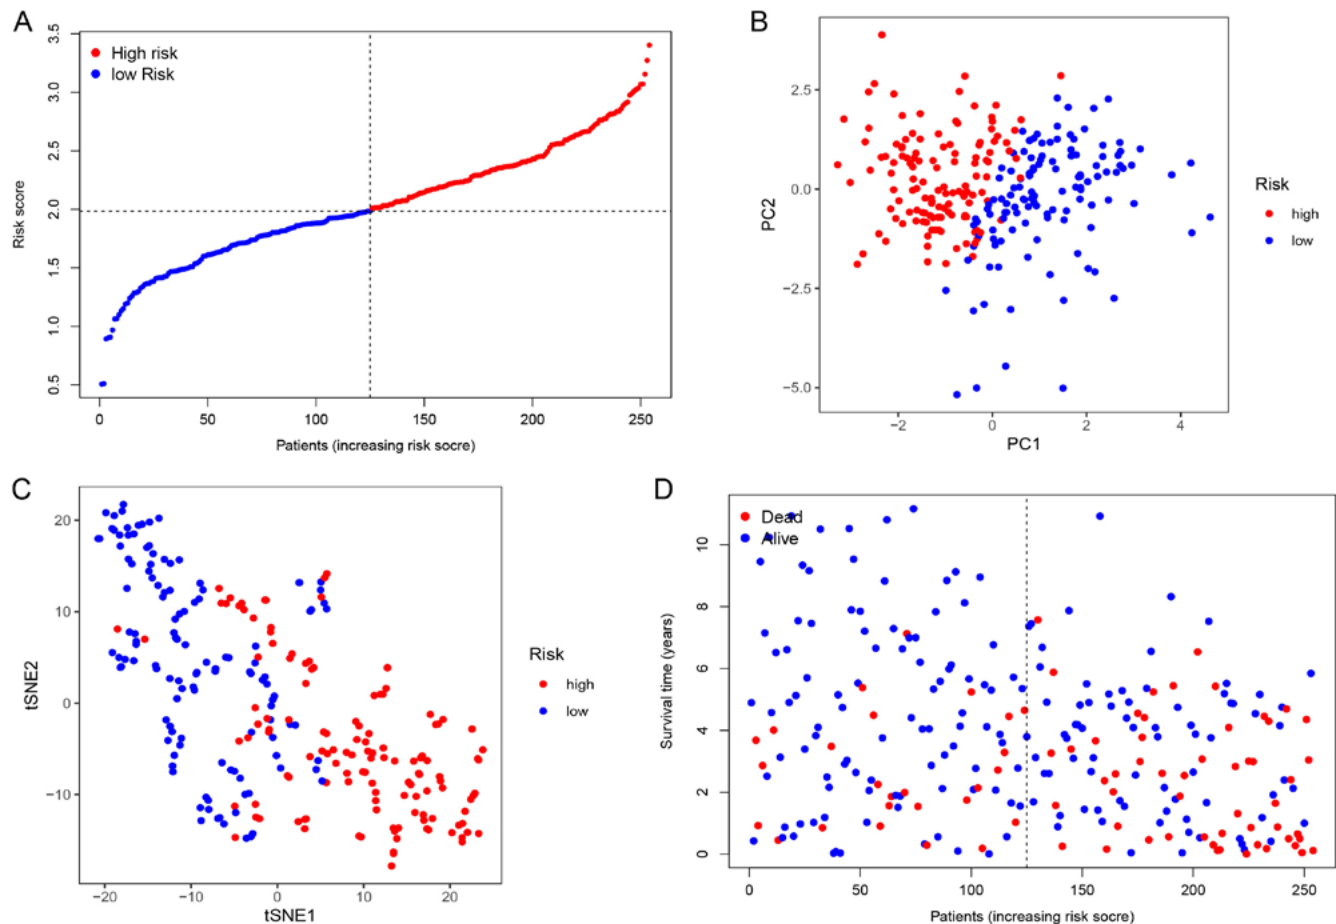 A
High risk
low Risk
Risk score
3.5
3.0
2.5
2.0
1.5
1.0
0.5
0
50
100
150
200
250
Patients (increasing risk socre)
B
PC2
2.5
0.0
−2.5
−5.0
−2
0
2
4
PC1
Risk
high
low
C
tSNE2
20
10
0
−10
−20
−10
0
10
20
tSNE1
Risk
high
low
D
Dead
Alive
Survival time (years)
10
8
6
4
2
0
0
50
100
150
200
250
Patients (increasing risk socre)